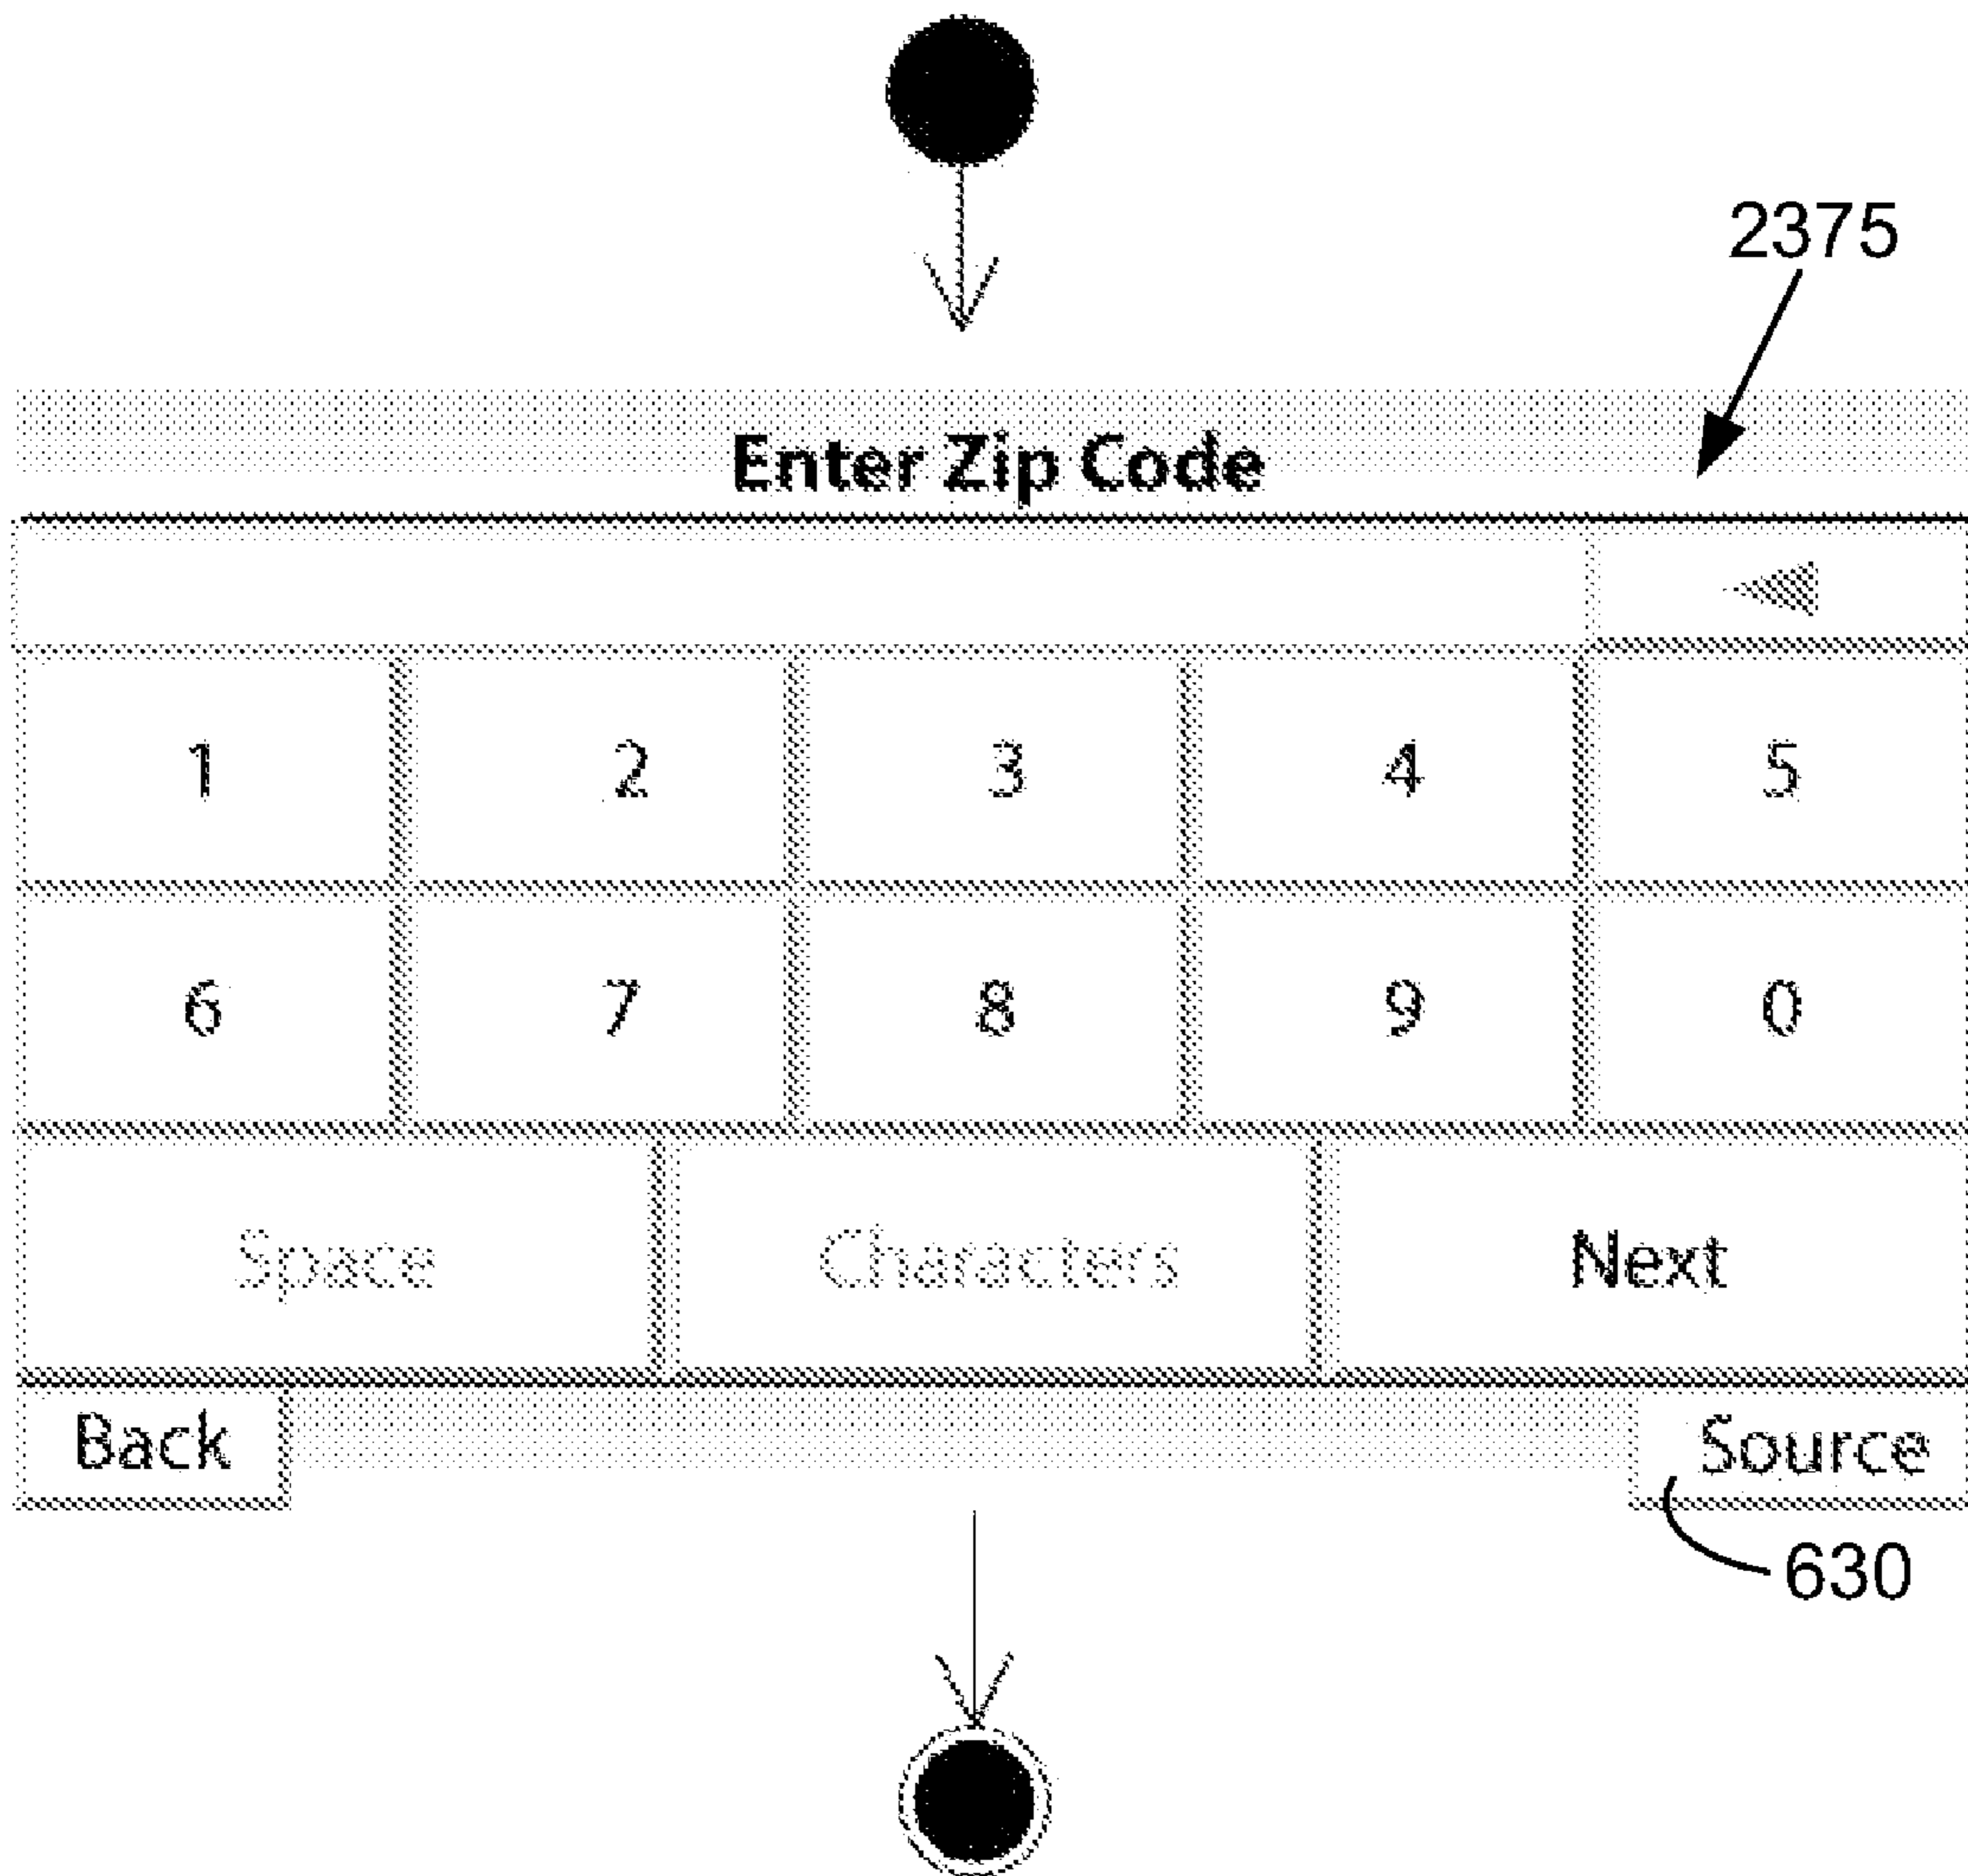 2375
Enter Zip Code
1 2 3 4 5
6 7 8 9 0
Space Characters Next
Back Source
630